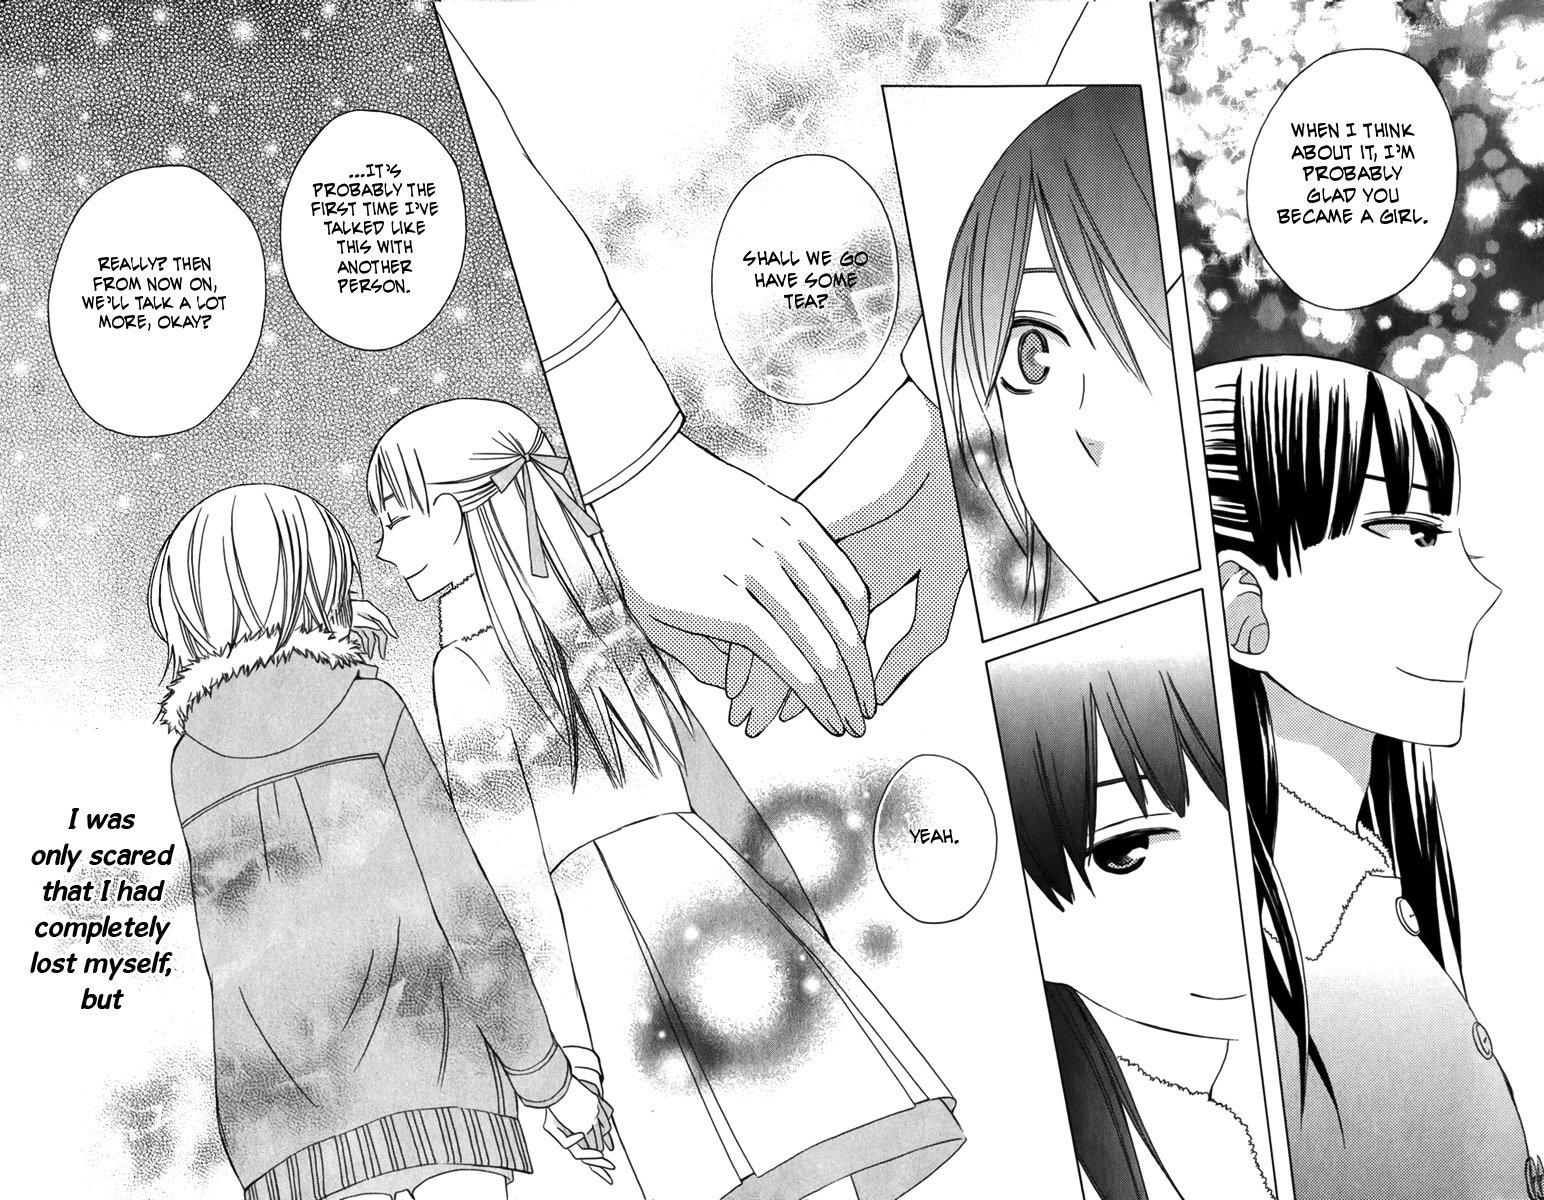 WHEN I THINK
ABOUT IT, I'M
PROBABLY
GLAD YOU
BECAME A GIRL.
SHALL WE GO
HAVE SOME
TEA?
YEAH.
...IT'S
PROBABLY THE
FIRST TIME I'VE
TALKED LIKE
THIS WITH
ANOTHER
PERSON.
REALLY? THEN
FROM NOW ON,
WE'LL TALK A LOT
MORE, OKAY?
I was
only scared
that I had
completely
lost myself,
but